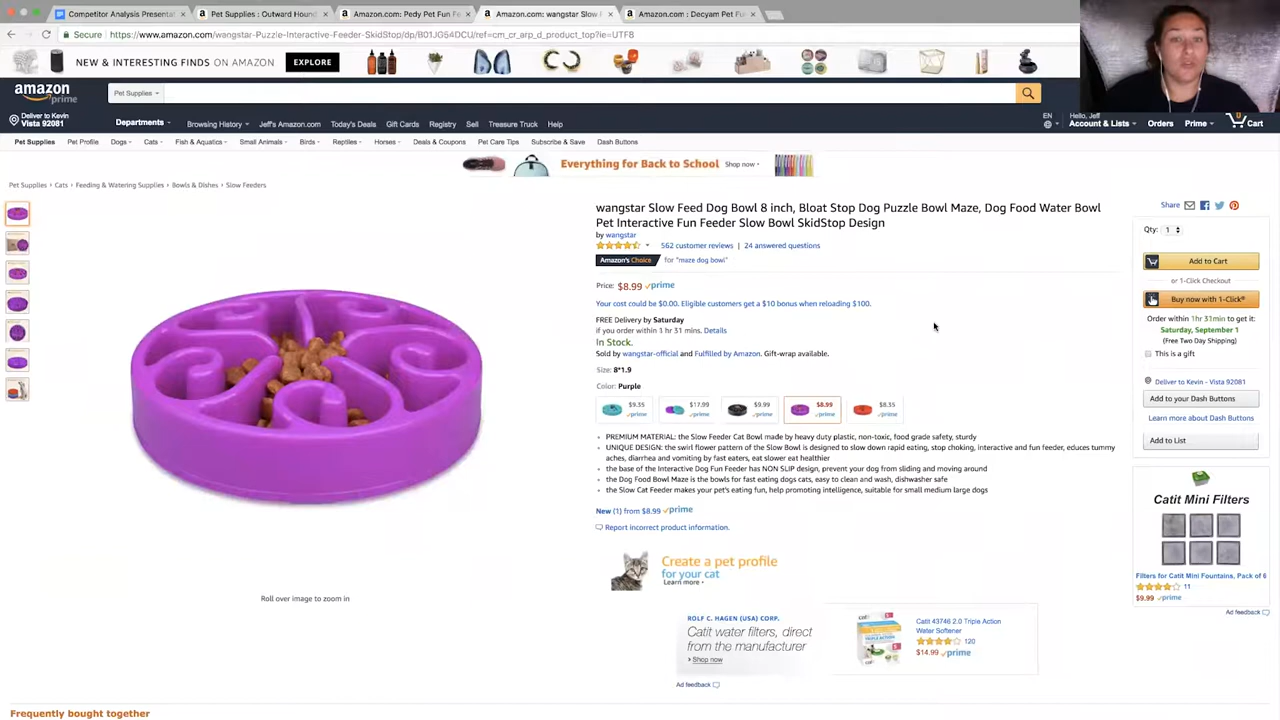 Competitor Analysis Presentat
Pet Supplies : Outward Hound
Amazon.com: Pedy Pet Fun Fe
Amazon.com: wangstar Slow F
Amazon.com : Decyam Pet Fu
Secure
https://www.amazon.com/wangstar-Puzzle-Interactive-Feeder-SkidStop/dp/B01JG54DCU/ref=cm_cr_arp_d_product_top?ie=UTF8
NEW & INTERESTING FINDS ON AMAZON
EXPLORE
amazon
prime
Pet Supplies
Deliver to Kevin
Vista 92081
Departments
Browsing History
Jeff's Amazon.com
Today's Deals
Gift Cards
Registry
Sell
Treasure Truck
Help
EN
Hello, Jeff
Account & Lists
Orders
Prime
0
Cart
Pet Supplies
Pet Profile
Dogs
Cats
Fish & Aquatics
Small Animals
Birds
Reptiles
Horses
Deals & Coupons
Pet Care Tips
Subscribe & Save
Dash Buttons
Everything for Back to School
Shop now ›
Pet Supplies › Cats › Feeding & Watering Supplies › Bowls & Dishes › Slow Feeders
wangstar Slow Feed Dog Bowl 8 inch, Bloat Stop Dog Puzzle Bowl Maze, Dog Food Water Bowl
Pet Interactive Fun Feeder Slow Bowl SkidStop Design
by wangstar
562 customer reviews | 24 answered questions
Amazon's Choice for "maze dog bowl"
Price: $8.99 prime
Your cost could be $0.00. Eligible customers get a $10 bonus when reloading $100.
FREE Delivery by Saturday
if you order within 1 hr 31 mins. Details
In Stock.
Sold by wangstar-official and Fulfilled by Amazon. Gift-wrap available.
Size: 8*1.9
Color: Purple
$9.35
prime
$17.99
prime
$9.99
prime
$8.99
prime
$8.35
prime
• PREMIUM MATERIAL: the Slow Feeder Cat Bowl made by heavy duty plastic, non-toxic, food grade safety, sturdy
• UNIQUE DESIGN: the swirl flower pattern of the Slow Bowl is designed to slow down rapid eating, stop choking, interactive and fun feeder, educes tummy
aches, diarrhea and vomiting by fast eaters, eat slower eat healthier
• the base of the Interactive Dog Fun Feeder has NON SLIP design, prevent your dog from sliding and moving around
• the Dog Food Bowl Maze is the bowls for fast eating dogs cats, easy to clean and wash, dishwasher safe
• the Slow Cat Feeder makes your pet's eating fun, help promoting intelligence, suitable for small medium large dogs
New (1) from $8.99 prime
Report incorrect product information.
Roll over image to zoom in
Create a pet profile
for your cat
Learn more
ROLF C. HAGEN (USA) CORP.
Catit water filters, direct
from the manufacturer
› Shop now
Catit 43746 2.0 Triple Action
Water Softener
120
$14.99 prime
Ad feedback
Share
Qty: 1
Add to Cart
or 1-Click Checkout
Buy now with 1-Click®
Order within 1hr 31min to get it:
Saturday, September 1
(Free Two Day Shipping)
This is a gift
Deliver to Kevin - Vista 92081
Add to your Dash Buttons
Learn more about Dash Buttons
Add to List
Catit Mini Filters
Filters for Catit Mini Fountains, Pack of 6
11
$9.99 prime
Ad feedback
Frequently bought together